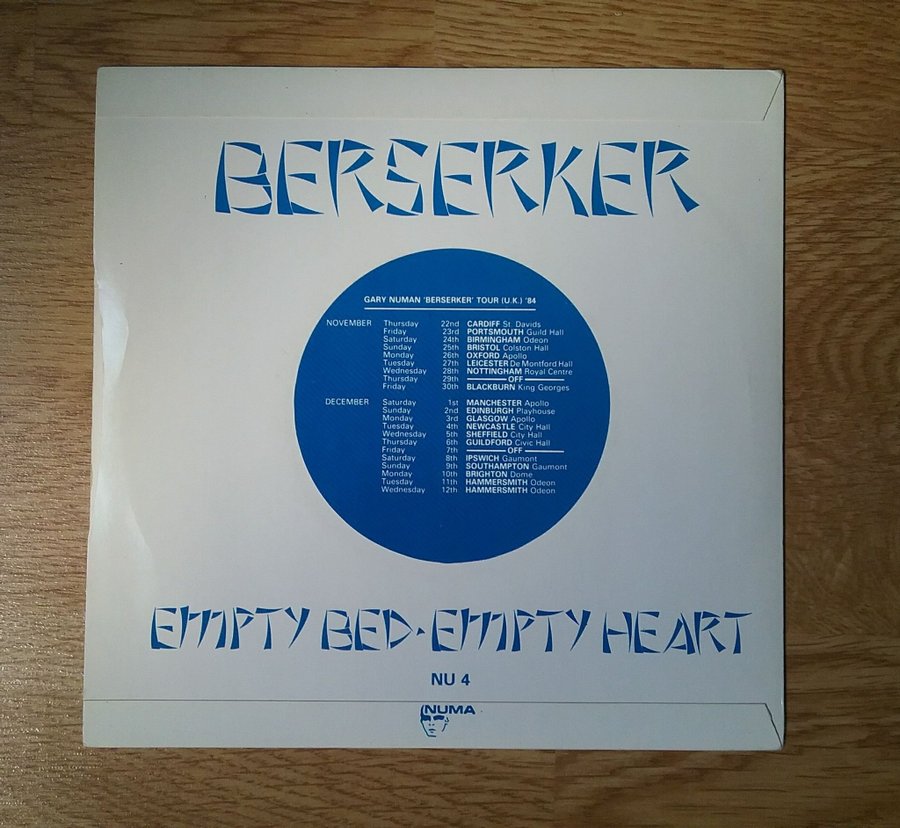 BERSERKER
GARY NUMAN 'BERSERKER' TOUR (U.K.) '84
NOVEMBER Thursday 22nd CARDIFF St. Davids
Friday 23rd PORTSMOUTH Guild Hall
Saturday 24th BIRMINGHAM Odeon
Sunday 25th BRISTOL Colston Hall
Monday 26th OXFORD Apollo
Tuesday 27th LEICESTER De Montford Hall
Wednesday 28th NOTTINGHAM Royal Centre
Thursday 29th OFF
Friday 30th BLACKBURN King Georges
DECEMBER Saturday 1st MANCHESTER Apollo
Sunday 2nd EDINBURGH Playhouse
Monday 3rd GLASGOW Apollo
Tuesday 4th NEWCASTLE City Hall
Wednesday 5th SHEFFIELD City Hall
Thursday 6th GUILDFORD Civic Hall
Friday 7th OFF
Saturday 8th IPSWICH Gaumont
Sunday 9th SOUTHAMPTON Gaumont
Monday 10th BRIGHTON Dome
Tuesday 11th HAMMERSMITH Odeon
Wednesday 12th HAMMERSMITH Odeon
EMPTY BED·EMPTY HEART
NU 4
NUMA